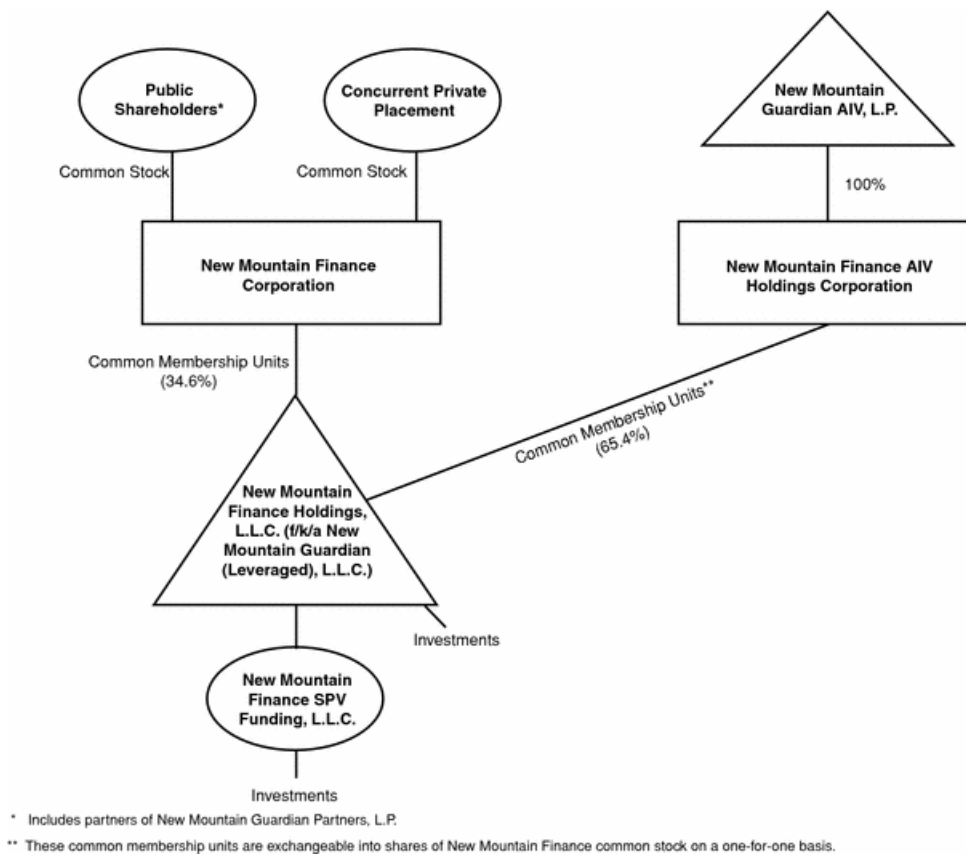 Public
Shareholders*
Concurrent Private
Placement
New Mountain
Guardian AIV, L.P.
Common Stock
Common Stock
100%
New Mountain Finance
Corporation
New Mountain Finance AIV
Holdings Corporation
Common Membership Units
(34.6%)
Common Membership Units**
(65.4%)
New Mountain
Finance Holdings,
L.L.C. (f/k/a New
Mountain Guardian
(Leveraged), L.L.C.)
Investments
New Mountain
Finance SPV
Funding, L.L.C.
Investments
* Includes partners of New Mountain Guardian Partners, L.P.
** These common membership units are exchangeable into shares of New Mountain Finance common stock on a one-for-one basis.